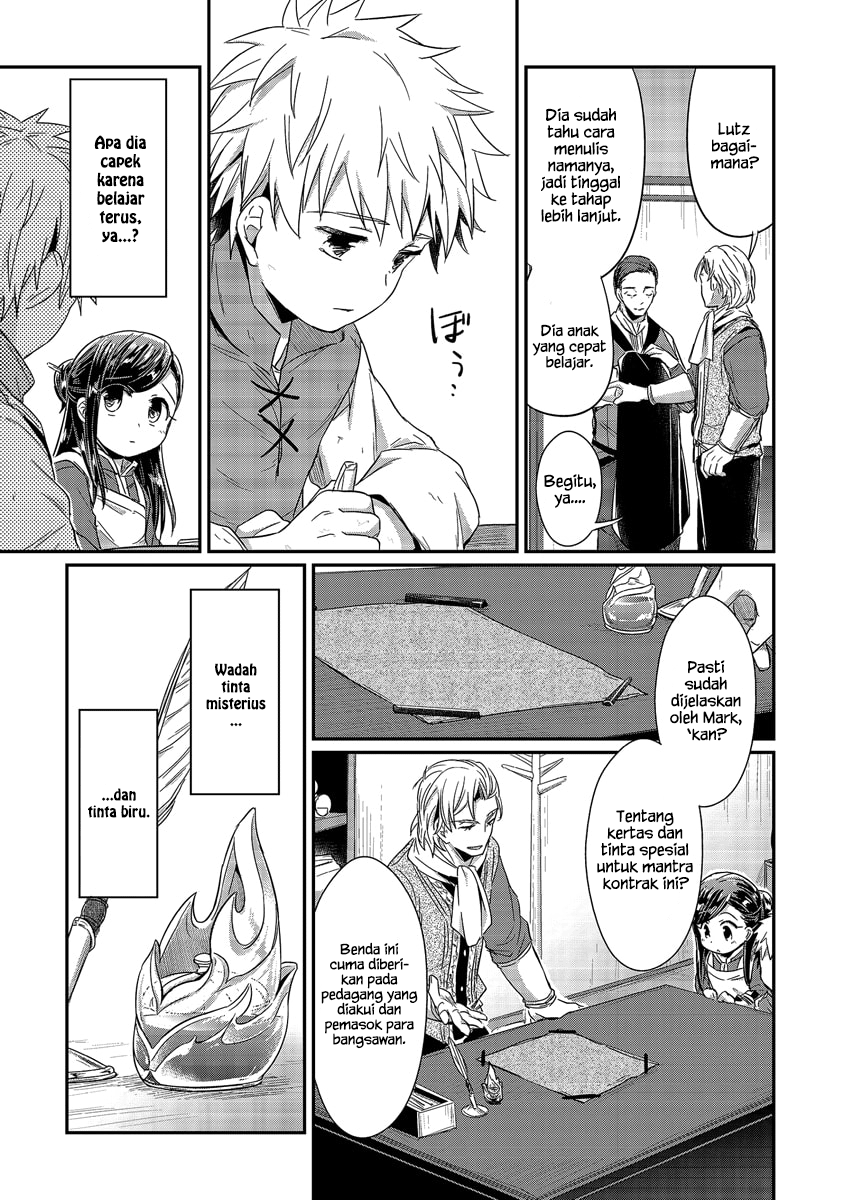 Lutz
bagai-
mana?
Dia sudah
tahu cara
menulis
namanya,
jadi tinggal
ke tahap
lebih lanjut.
Dia anak
yang cepat
belajar.
Begitu,
ya....
ぼぅ…
Apa dia
capek
karena
belajar
terus,
ya...?
Pasti
sudah
dijelaskan
oleh Mark,
'kan?
Tentang
kertas dan
tinta spesial
untuk mantra
kontrak ini?
Benda ini
cuma diberi-
kan pada
pedagang yang
diakui dan
pemasok para
bangsawan.
Wadah
tinta
misterius
...
...dan
tinta biru.